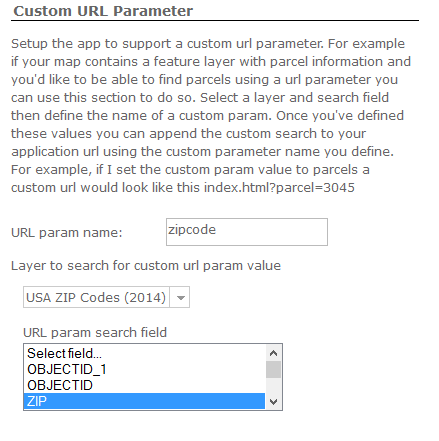 Custom URL Parameter
Setup the app to support a custom url parameter. For example
if your map contains a feature layer with parcel information and
you'd like to be able to find parcels using a url parameter you
can use this section to do so. Select a layer and search field
then define the name of a custom param. Once you've defined
these values you can append the custom search to your
application url using the custom parameter name you define.
For example, if I set the custom param value to parcels a
custom url would look like this index.html?parcel=3045
URL param name: zipcode
Layer to search for custom url param value
USA ZIP Codes (2014)
URL param search field
Select field...
OBJECTID_1
OBJECTID
ZIP